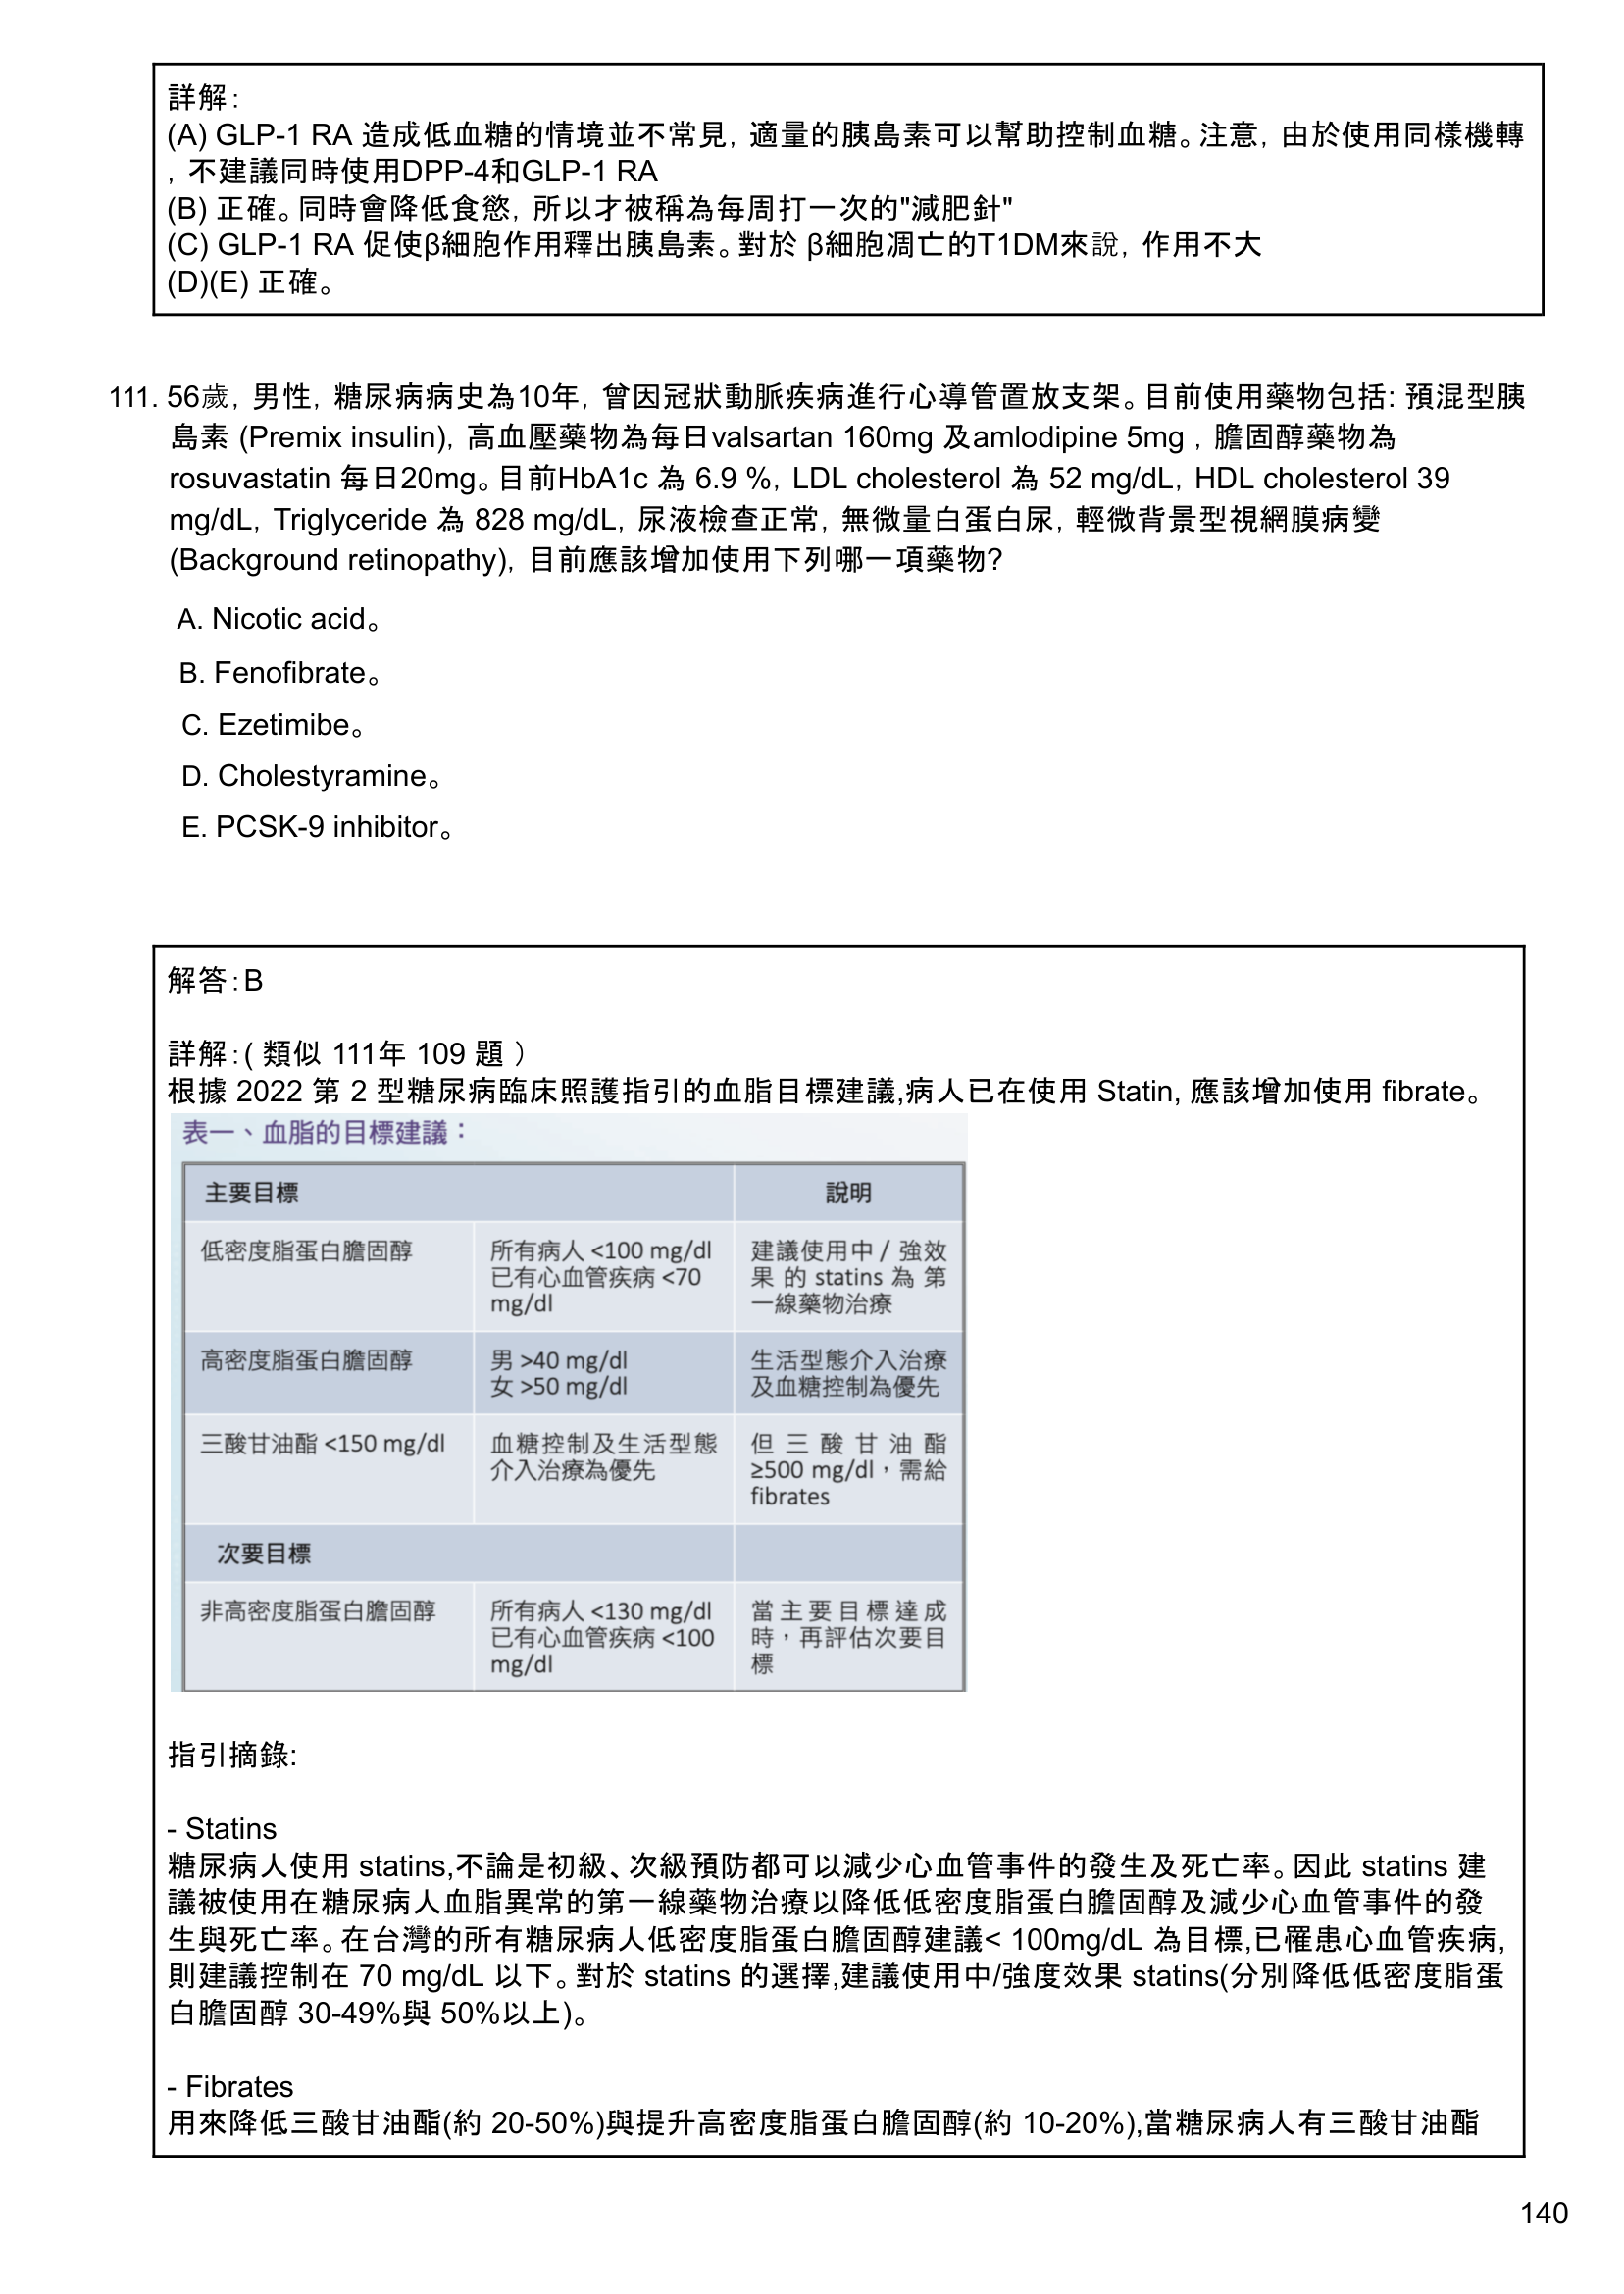 詳解:
(A) GLP-1 RA 造成低血糖的情境並不常見, 適量的胰島素可以幫助控制血糖。注意, 由於使用同樣機轉
, 不建議同時使用DPP-4和GLP-1 RA
(B) 正確。同時會降低食慾, 所以才被稱為每周打一次的"減肥針"
(C) GLP-1 RA 促使β細胞作用釋出胰島素。對於 β細胞凋亡的T1DM來說, 作用不大
(D)(E) 正確。
111. 56歲, 男性, 糖尿病病史為10年, 曾因冠狀動脈疾病進行心導管置放支架。目前使用藥物包括: 預混型胰
島素 (Premix insulin), 高血壓藥物為每日valsartan 160mg 及amlodipine 5mg , 膽固醇藥物為
rosuvastatin 每日20mg。目前HbA1c 為 6.9 %, LDL cholesterol 為 52 mg/dL, HDL cholesterol 39
mg/dL, Triglyceride 為 828 mg/dL, 尿液檢查正常, 無微量白蛋白尿, 輕微背景型視網膜病變
(Background retinopathy), 目前應該增加使用下列哪一項藥物?
A. Nicotic acid。
B. Fenofibrate。
C. Ezetimibe。
D. Cholestyramine。
E. PCSK-9 inhibitor。
解答:B
詳解:( 類似 111年 109 題 )
根據 2022 第 2 型糖尿病臨床照護指引的血脂目標建議,病人已在使用 Statin, 應該增加使用 fibrate。
表一、血脂的目標建議：
主要目標 說明
低密度脂蛋白膽固醇 所有病人 <100 mg/dl 建議使用中 / 強效
已有心血管疾病 <70 果的 statins 為第
mg/dl 一線藥物治療
高密度脂蛋白膽固醇 男 >40 mg/dl 生活型態介入治療
女 >50 mg/dl 及血糖控制為優先
三酸甘油酯 <150 mg/dl 血糖控制及生活型態 但三酸甘油酯
介入治療為優先 ≥500 mg/dl，需給
fibrates
次要目標
非高密度脂蛋白膽固醇 所有病人 <130 mg/dl 當主要目標達成
已有心血管疾病 <100 時，再評估次要目
mg/dl 標
指引摘錄:
- Statins
糖尿病人使用 statins,不論是初級、次級預防都可以減少心血管事件的發生及死亡率。因此 statins 建
議被使用在糖尿病人血脂異常的第一線藥物治療以降低低密度脂蛋白膽固醇及減少心血管事件的發
生與死亡率。在台灣的所有糖尿病人低密度脂蛋白膽固醇建議< 100mg/dL 為目標,已罹患心血管疾病,
則建議控制在 70 mg/dL 以下。對於 statins 的選擇,建議使用中/強度效果 statins(分別降低低密度脂蛋
白膽固醇 30-49%與 50%以上)。
- Fibrates
用來降低三酸甘油酯(約 20-50%)與提升高密度脂蛋白膽固醇(約 10-20%),當糖尿病人有三酸甘油酯
140